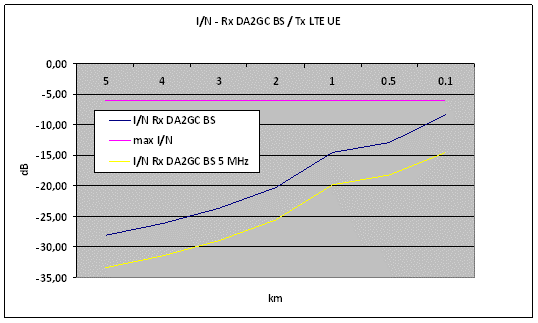 I/N - Rx DA2GC BS / Tx LTE UE
0,00
5 4 3 2 1 0.5 0.1
-5,00
-10,00
I/N Rx DA2GC BS
max I/N
-15,00
I/N Rx DA2GC BS 5 MHz
dB
-20,00
-25,00
-30,00
-35,00
km